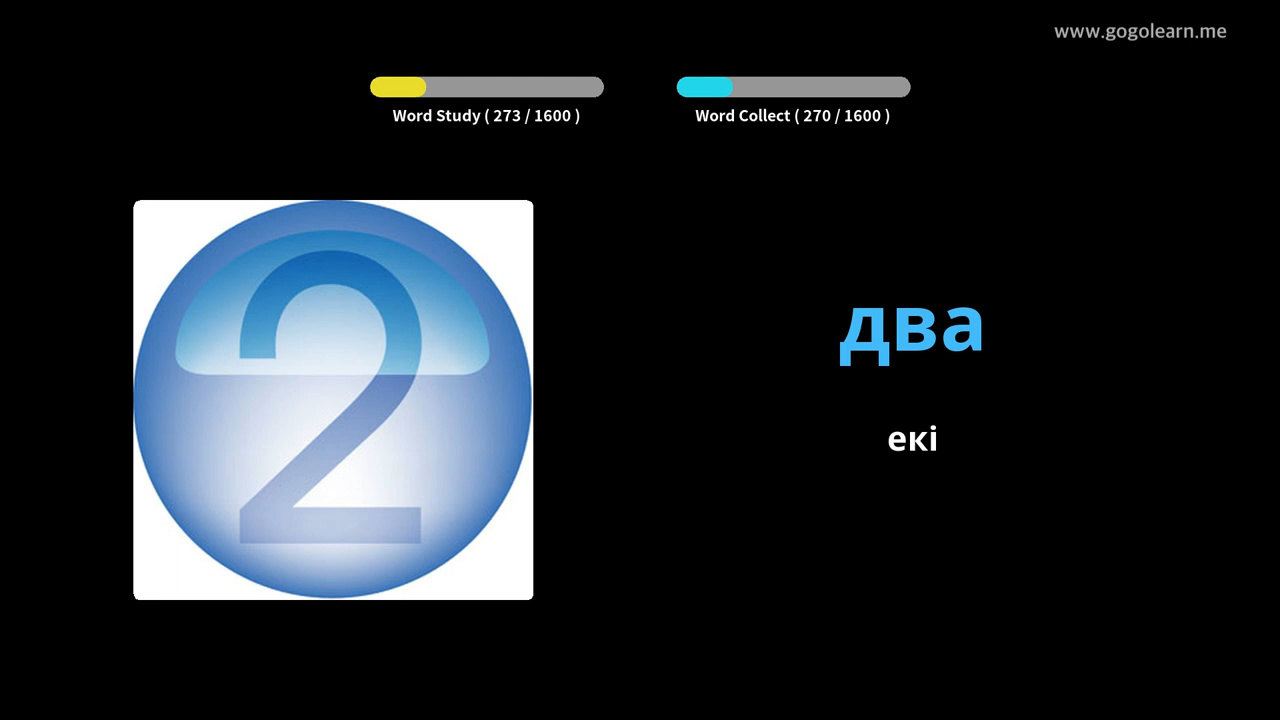 www.gogolearn.me
Word Study ( 273 / 1600 )
Word Collect ( 270 / 1600 )
2
два
екі